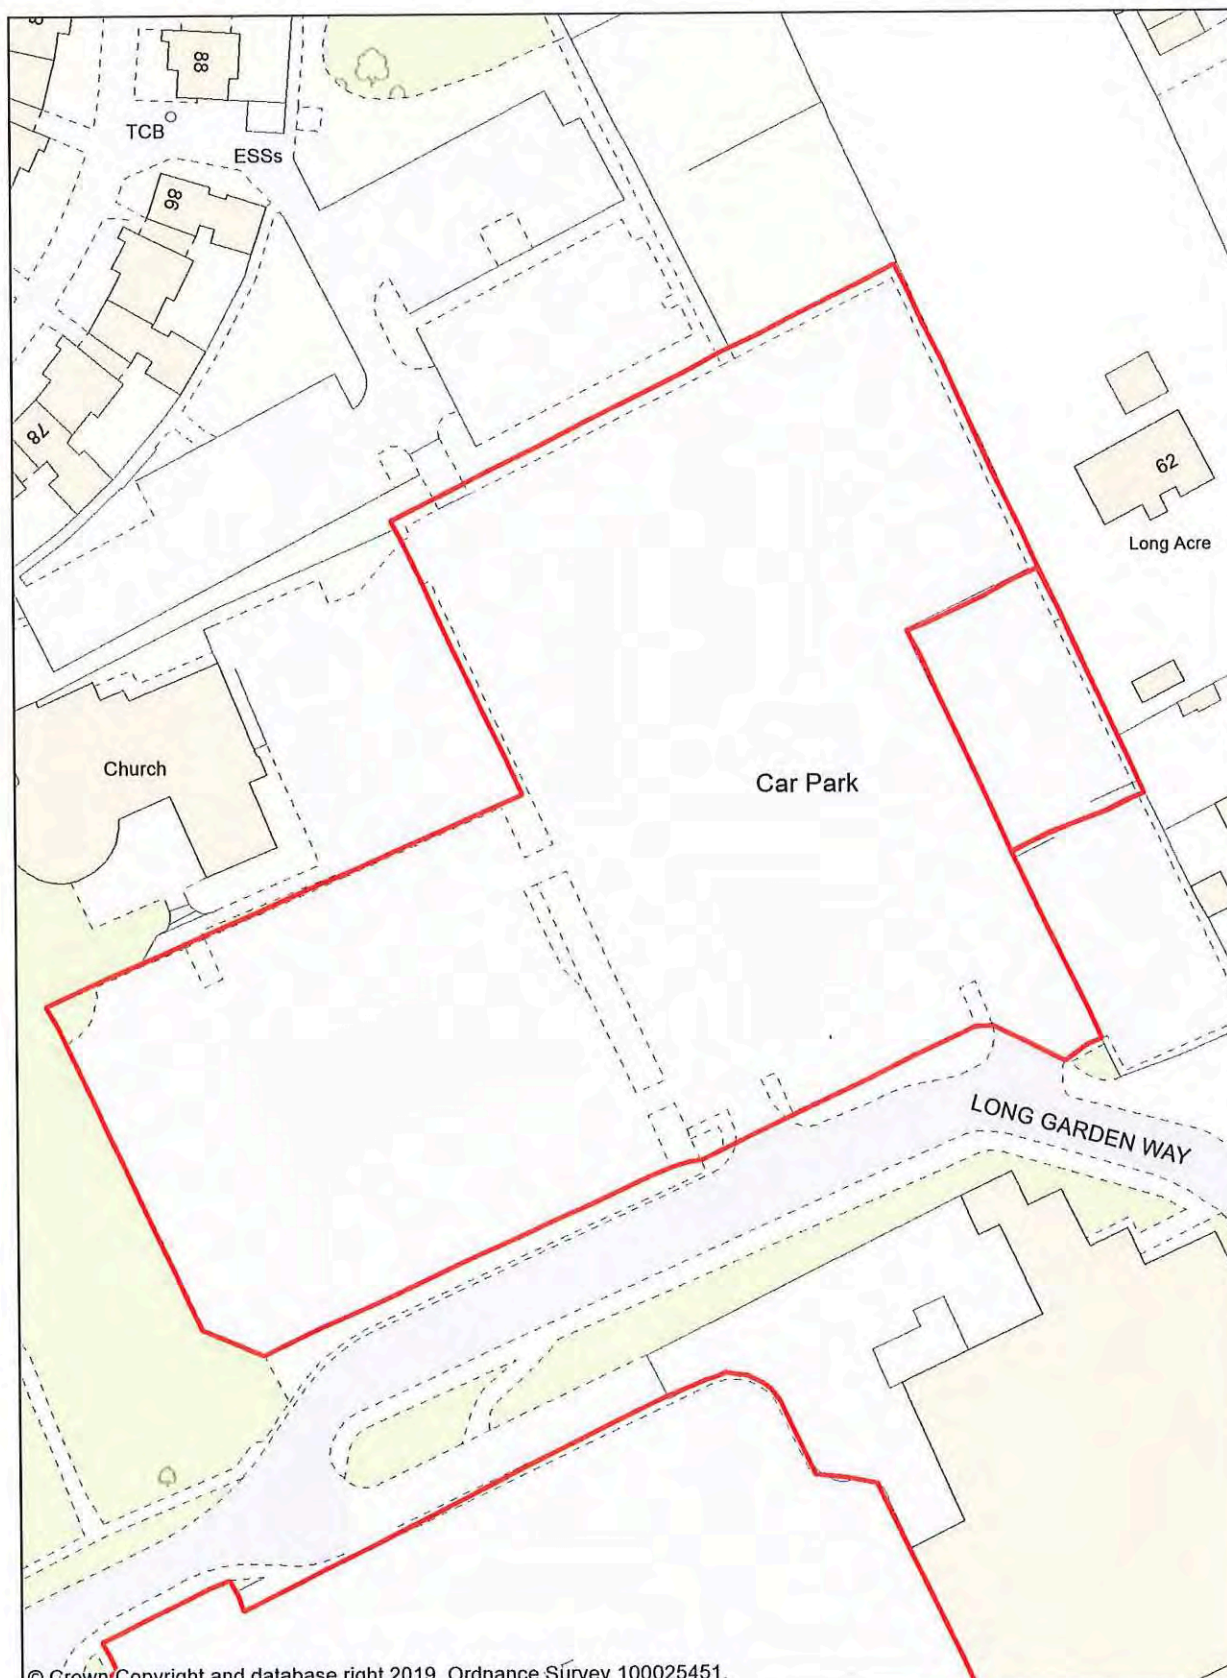 88
TCB
ESSs
86
78
62
Long Acre
Church
Car Park
LONG GARDEN WAY
© Crown Copyright and database right 2019. Ordnance Survey 100025451.